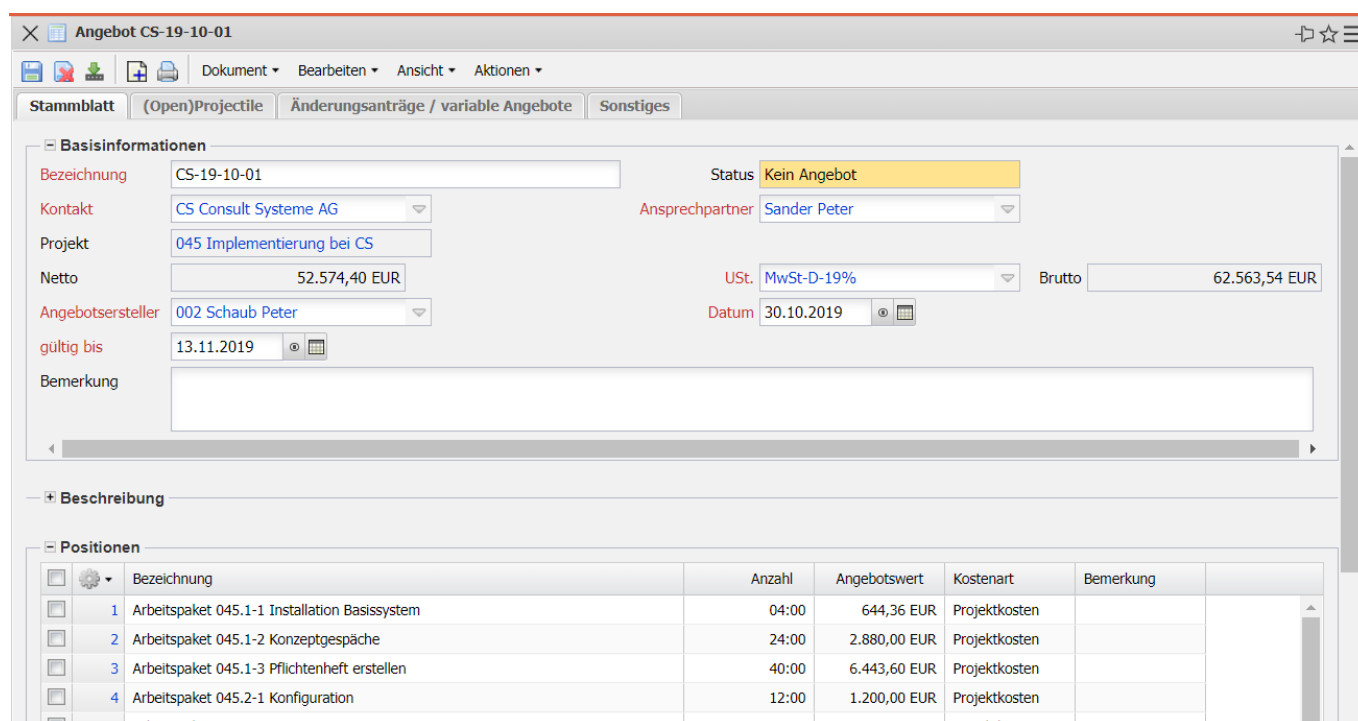 Angebot CS-19-10-01
Dokument Bearbeiten Ansicht Aktionen
Stammblatt (Open)Projectile Änderungsanträge / variable Angebote Sonstiges
Basisinformationen
Bezeichnung CS-19-10-01 Status Kein Angebot
Kontakt CS Consult Systeme AG Ansprechpartner Sander Peter
Projekt 045 Implementierung bei CS
Netto 52.574,40 EUR USt. MwSt-D-19% Brutto 62.563,54 EUR
Angebotsersteller 002 Schaub Peter Datum 30.10.2019
gültig bis 13.11.2019
Bemerkung
Beschreibung
Positionen
Bezeichnung Anzahl Angebotswert Kostenart Bemerkung
1 Arbeitspaket 045.1-1 Installation Basissystem 04:00 644,36 EUR Projektkosten
2 Arbeitspaket 045.1-2 Konzeptgespäche 24:00 2.880,00 EUR Projektkosten
3 Arbeitspaket 045.1-3 Pflichtenheft erstellen 40:00 6.443,60 EUR Projektkosten
4 Arbeitspaket 045.2-1 Konfiguration 12:00 1.200,00 EUR Projektkosten